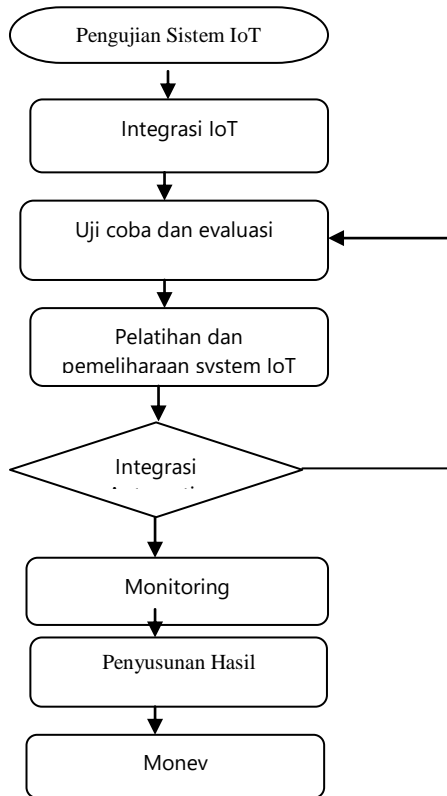 Pengujian Sistem IoT
Integrasi IoT
Uji coba dan evaluasi
Pelatihan dan
pemeliharaan system IoT
Integrasi
Monitoring
Penyusunan Hasil
Monev